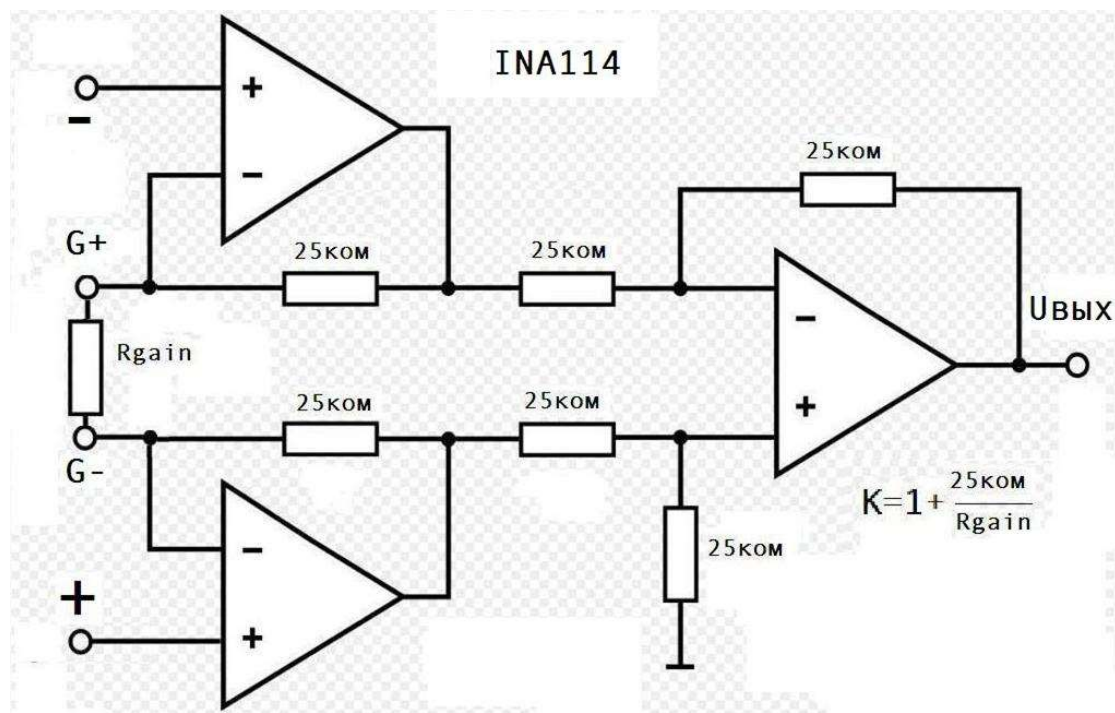 INA114
+
-
-
25ком
G+
25ком
25ком
Uвых
-
Rgain
+
25ком
25ком
G-
K=1+25ком/Rgain
-
25ком
+
+